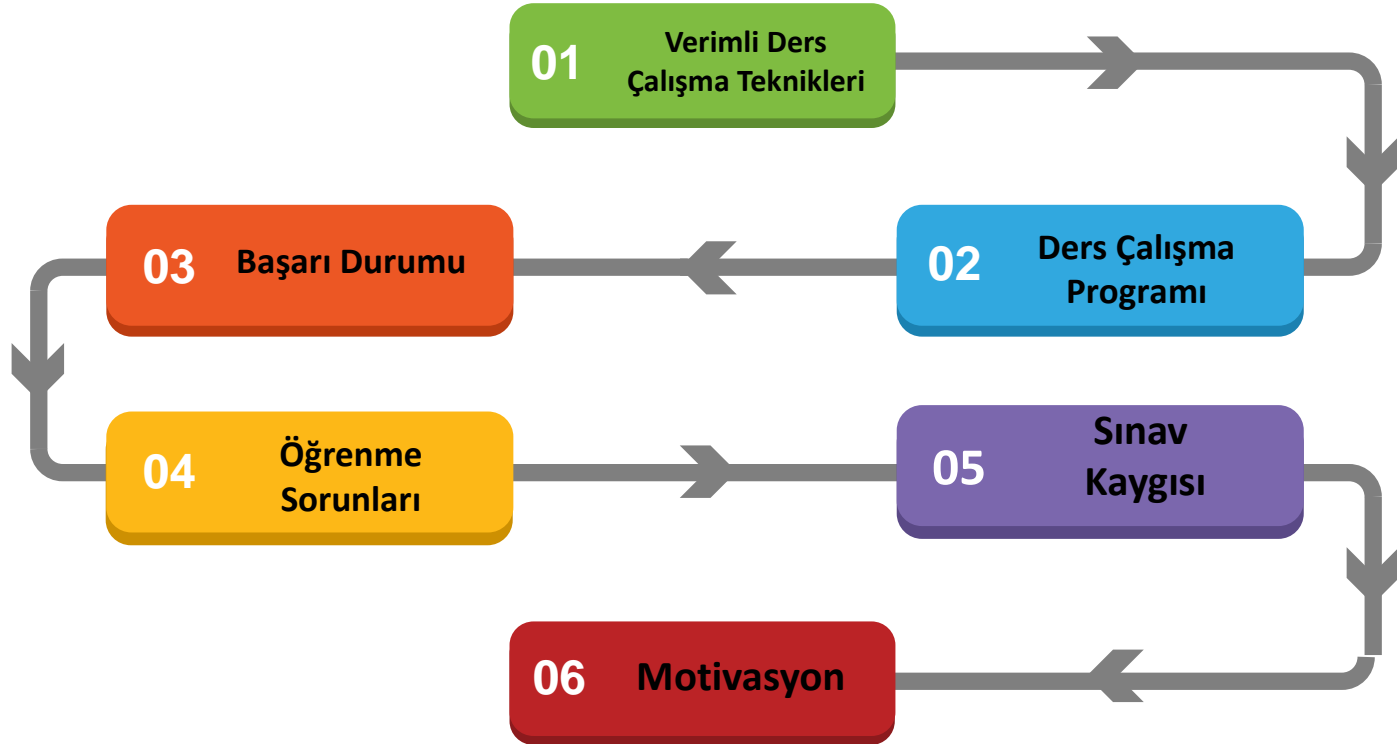 01
Verimli Ders
Çalışma Teknikleri
02
Ders Çalışma
Programı
03
Başarı Durumu
04
Öğrenme
Sorunları
05
Sınav
Kaygısı
06
Motivasyon